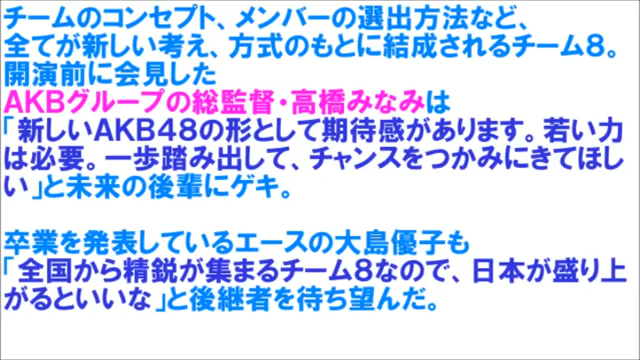 チームのコンセプト、メンバーの選出方法など、
全てが新しい考え、方式のもとに結成されるチーム８。
開演前に会見した
AKBグループの総監督・高橋みなみは
「新しいAKB４８の形として期待感があります。若い力
は必要。一歩踏み出して、チャンスをつかみにきてほし
い」と未来の後輩にゲキ。
卒業を発表しているエースの大島優子も
「全国から精鋭が集まるチーム８なので、日本が盛り上
がるといいな」と後継者を待ち望んだ。